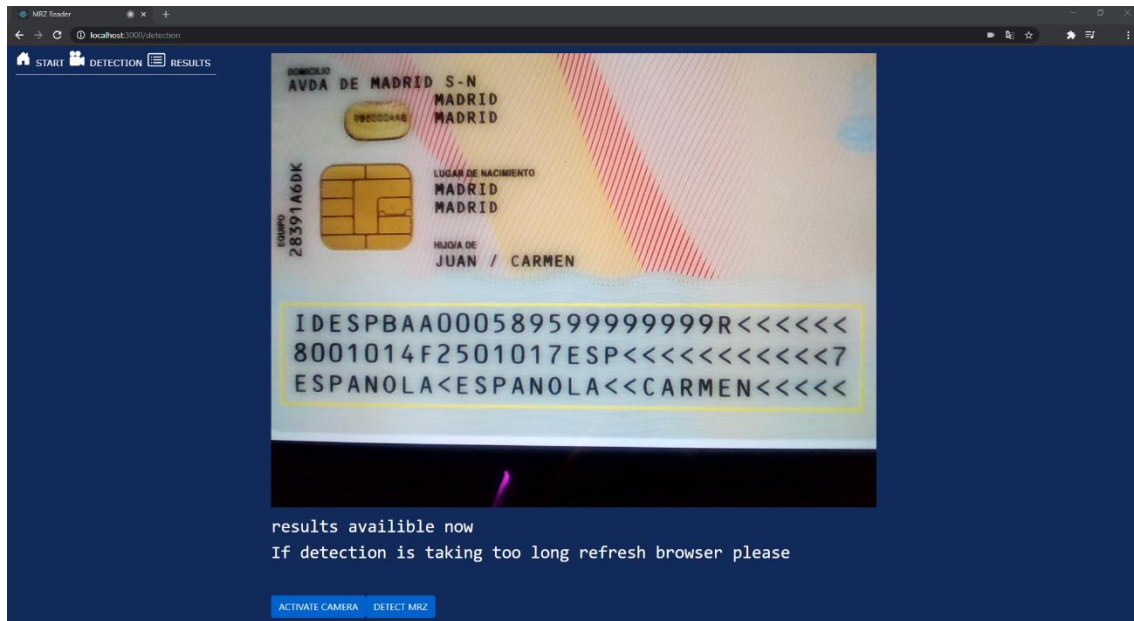 MRZ Reader
localhost:3000/detection
START DETECTION RESULTS
DOMICILIO
AVDA DE MADRID S-N
MADRID
MADRID
LUGAR DE NACIMIENTO
MADRID
MADRID
EQUIPO
28391A6DK
HIJO/A DE
JUAN / CARMEN
IDESPBAA000589599999999R<<<<<<
8001014F2501017ESP<<<<<<<<<<<7
ESPANOLA<ESPANOLA<<CARMEN<<<<<
results availible now
If detection is taking too long refresh browser please
ACTIVATE CAMERA DETECT MRZ